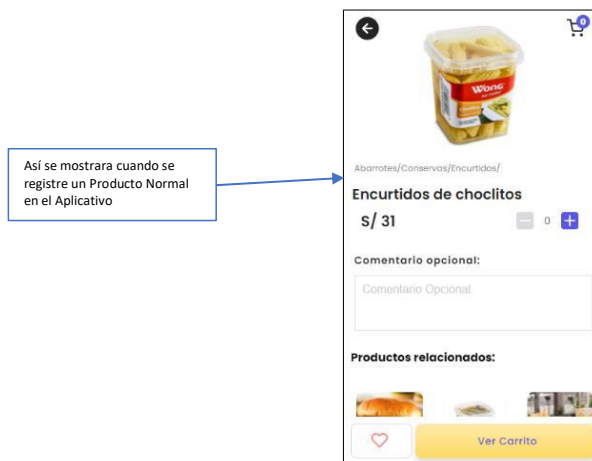 0
Wong
Abarrotes/Conservas/Encurtidos/
Así se mostrara cuando se
registre un Producto Normal
en el Aplicativo
Encurtidos de choclitos
S/ 31
0
Comentario opcional:
Comentario Opcional
Productos relacionados:
Ver Carrito